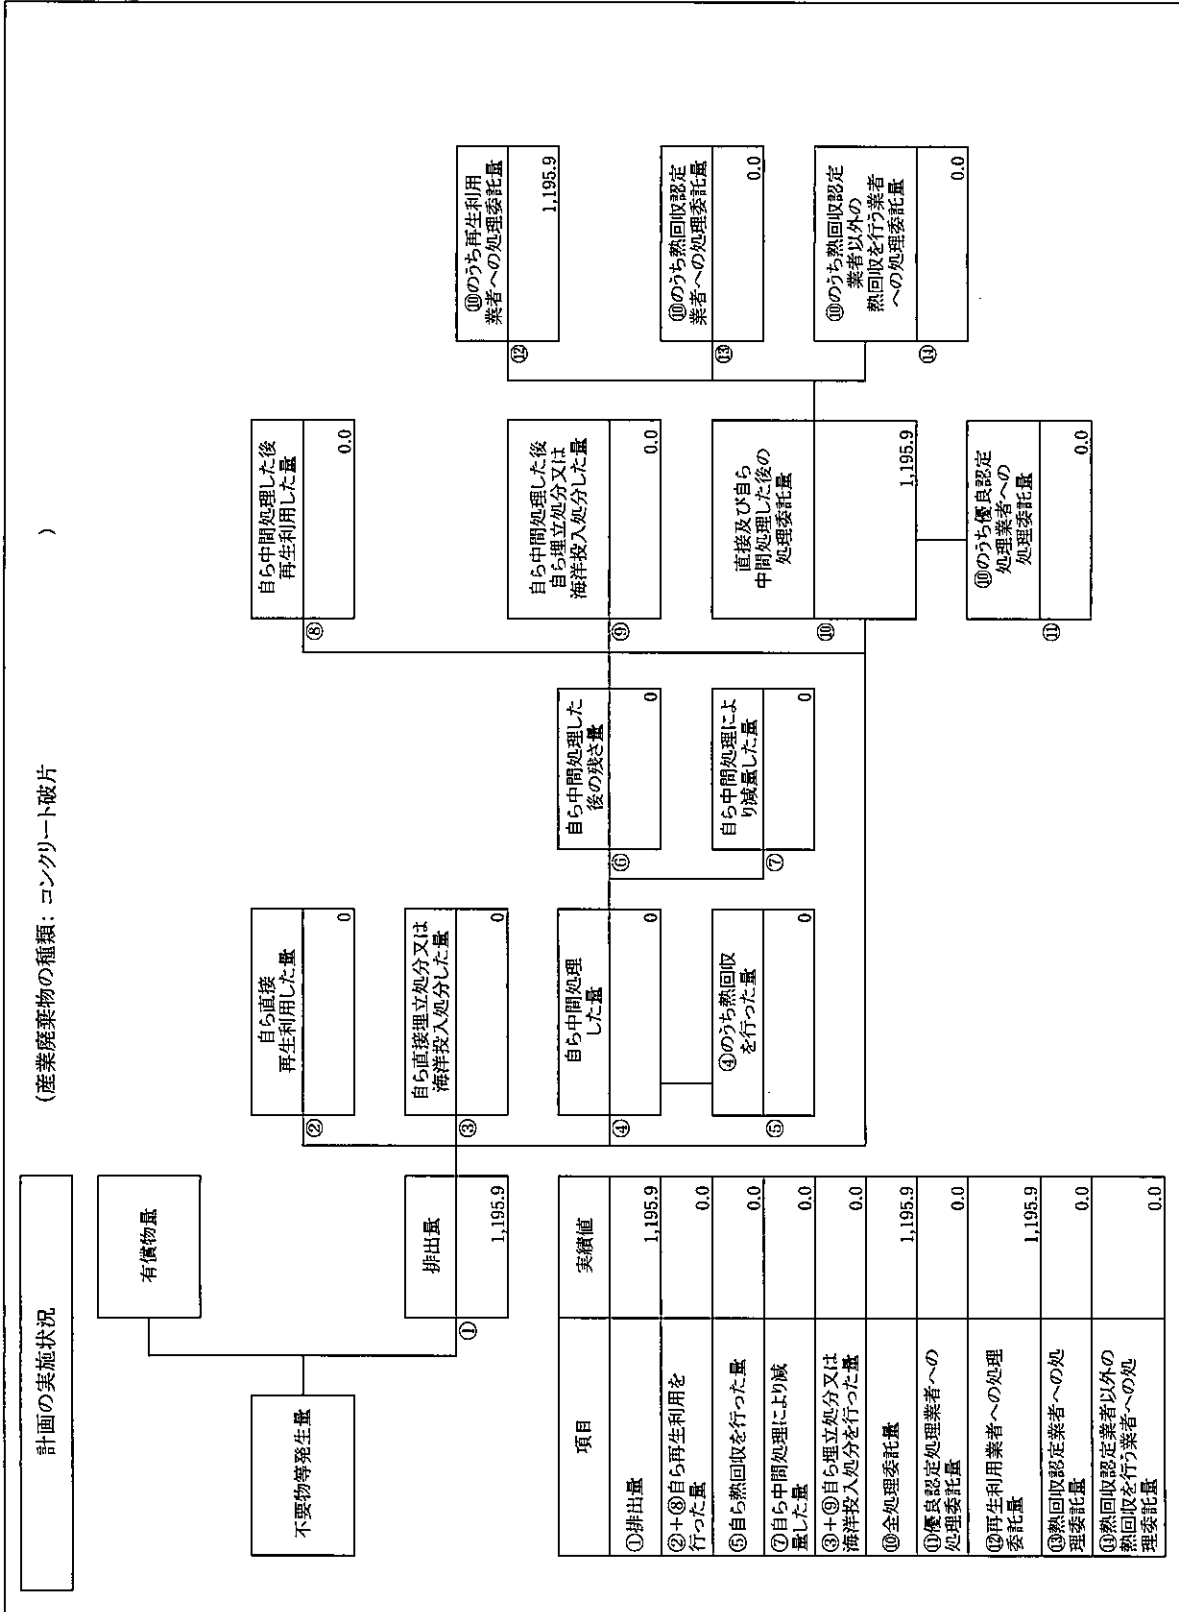 計画の実施状況
(産業廃棄物の種類: コンクリート破片 )
不要物等発生量
有償物量
①
排出量
1,195.9
②
自ら直接
再生利用した量
0
③
自ら直接埋立処分又は
海洋投入処分した量
0
④
自ら中間処理
した量
0
⑤
④のうち熱回収
を行った量
0
⑥
自ら中間処理した
後の残さ量
0
⑦
自ら中間処理によ
り減量した量
0
⑧
自ら中間処理した後
再生利用した量
0.0
⑨
自ら中間処理した後
自ら埋立処分又は
海洋投入処分した量
0.0
⑩
直接及び自ら
中間処理した後の
処理委託量
1,195.9
⑪
⑩のうち優良認定
処理業者への
処理委託量
0.0
⑫
⑩のうち再生利用
業者への処理委託量
1,195.9
⑬
⑩のうち熱回収認定
業者への処理委託量
0.0
⑭
⑩のうち熱回収認定
業者以外の
熱回収を行う業者
への処理委託量
0.0
項目 実績値
①排出量 1,195.9
②+⑧自ら再生利用を
行った量 0.0
⑤自ら熱回収を行った量 0.0
⑦自ら中間処理により減
量した量 0.0
③+⑨自ら埋立処分又は
海洋投入処分を行った量 0.0
⑩全処理委託量 1,195.9
⑪優良認定処理業者への
処理委託量 0.0
⑫再生利用業者への処理
委託量 1,195.9
⑬熱回収認定業者への処
理委託量 0.0
⑭熱回収認定業者以外の
熱回収を行う業者への処
理委託量 0.0